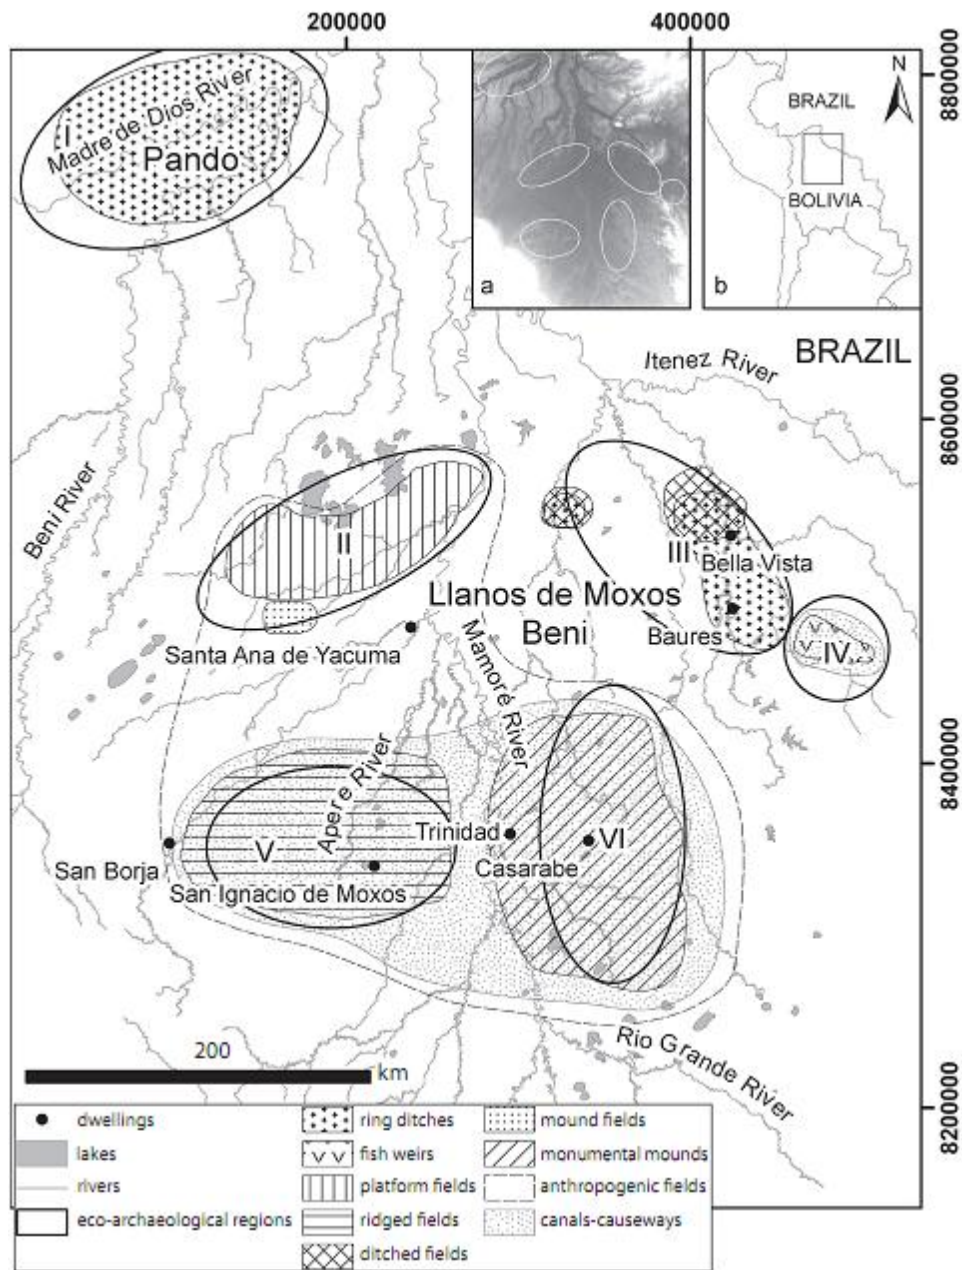 200000
400000
8800000
8600000
8400000
8200000
Madre de Dios River
I
Pando
a
N
BRAZIL
BOLIVIA
b
BRAZIL
Itenez River
Beni River
II
III
Bella Vista
Llanos de Moxos
Beni
Baures
IV
Santa Ana de Yacuma
Mamoré River
Apere River
Trinidad
VI
V
Casarabe
San Borja
San Ignacio de Moxos
Rio Grande River
200
km
dwellings
lakes
rivers
eco-archaeological regions
ring ditches
fish weirs
platform fields
ridged fields
ditched fields
mound fields
monumental mounds
anthropogenic fields
canals-causeways